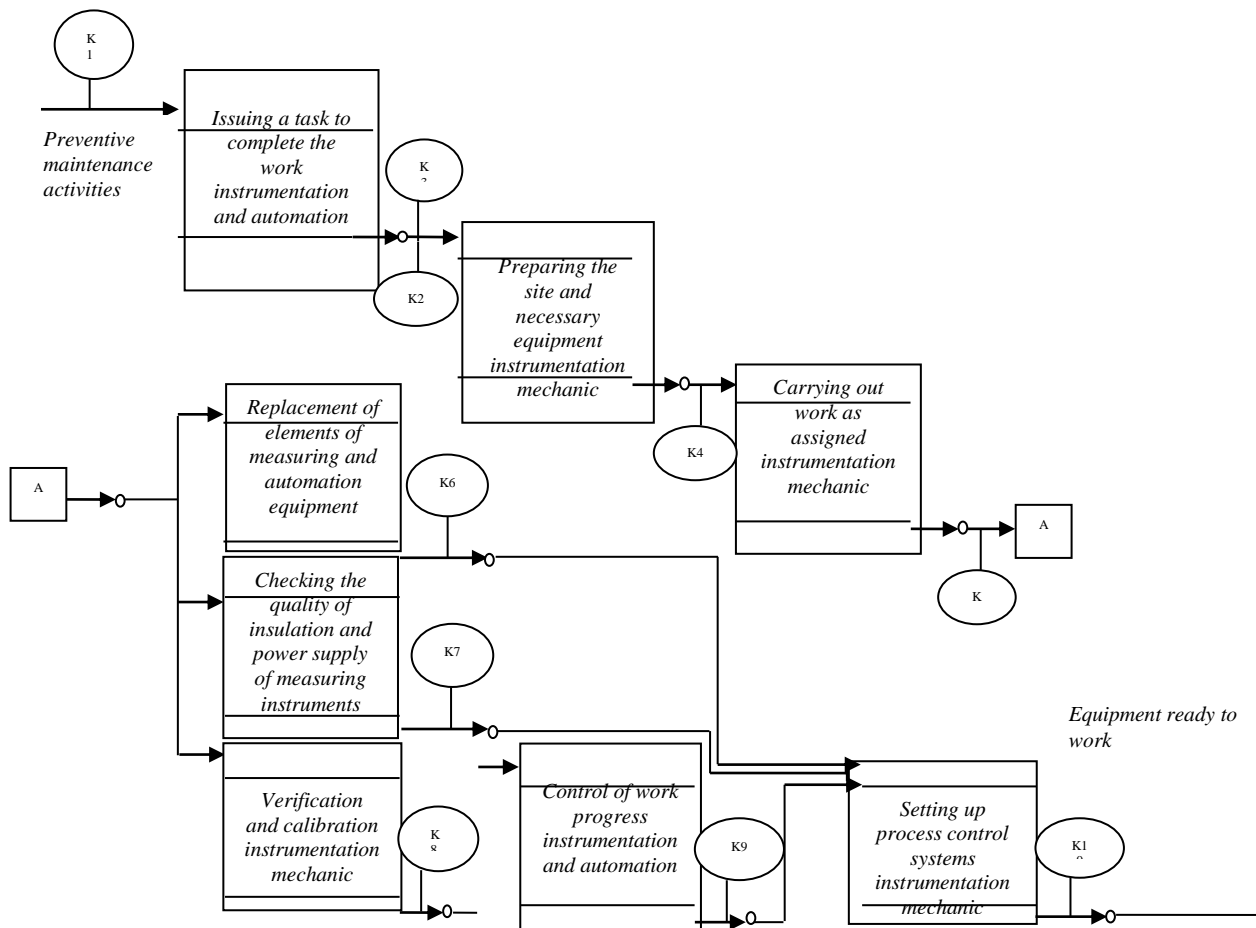 K
1
Preventive
maintenance
activities
Issuing a task to
complete the
work
instrumentation
and automation
K
K2
Preparing the
site and
necessary
equipment
instrumentation
mechanic
K4
Carrying out
work as
assigned
instrumentation
mechanic
K
A
A
Replacement of
elements of
measuring and
automation
equipment
K6
Checking the
quality of
insulation and
power supply
of measuring
instruments
K7
Verification
and calibration
instrumentation
mechanic
K
8
Control of work
progress
instrumentation
and automation
K9
Equipment ready to
work
Setting up
process control
systems
instrumentation
mechanic
K1